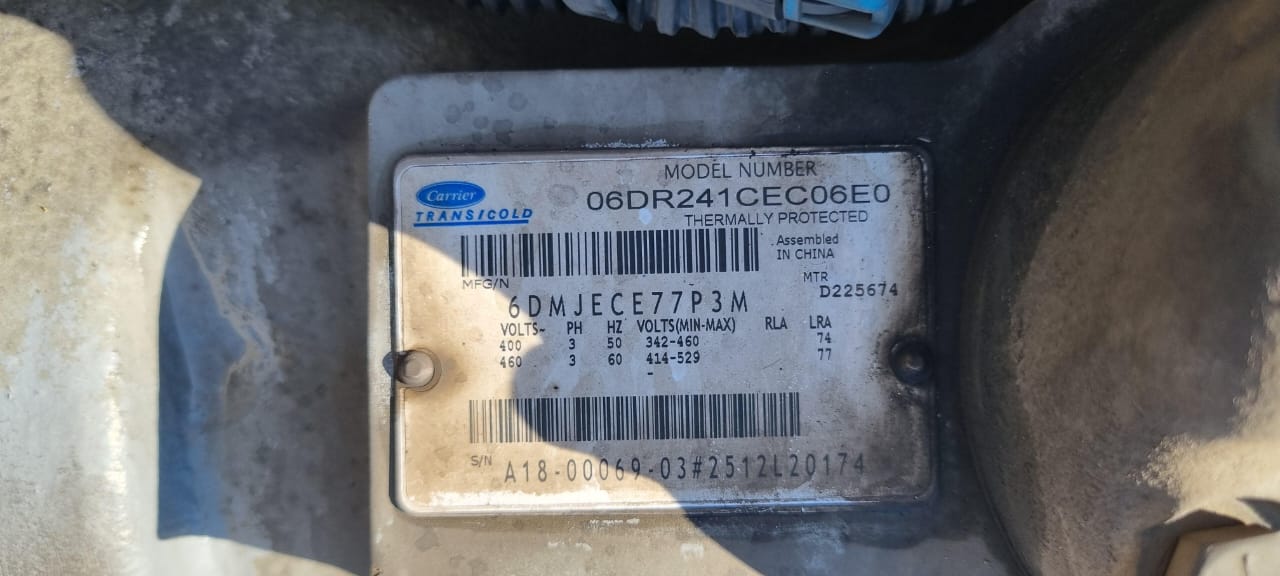 MODEL NUMBER
Carrier
TRANSICOLD
06DR241CEC06E0
THERMALLY PROTECTED
Assembled
IN CHINA
MFG/N
MTR
D225674
6DMJECE77P3M
VOLTS~ PH HZ VOLTS(MIN-MAX) RLA LRA
400 3 50 342-460 74
460 3 60 414-529 77
-
S/N A18-00069-03#2512L20174